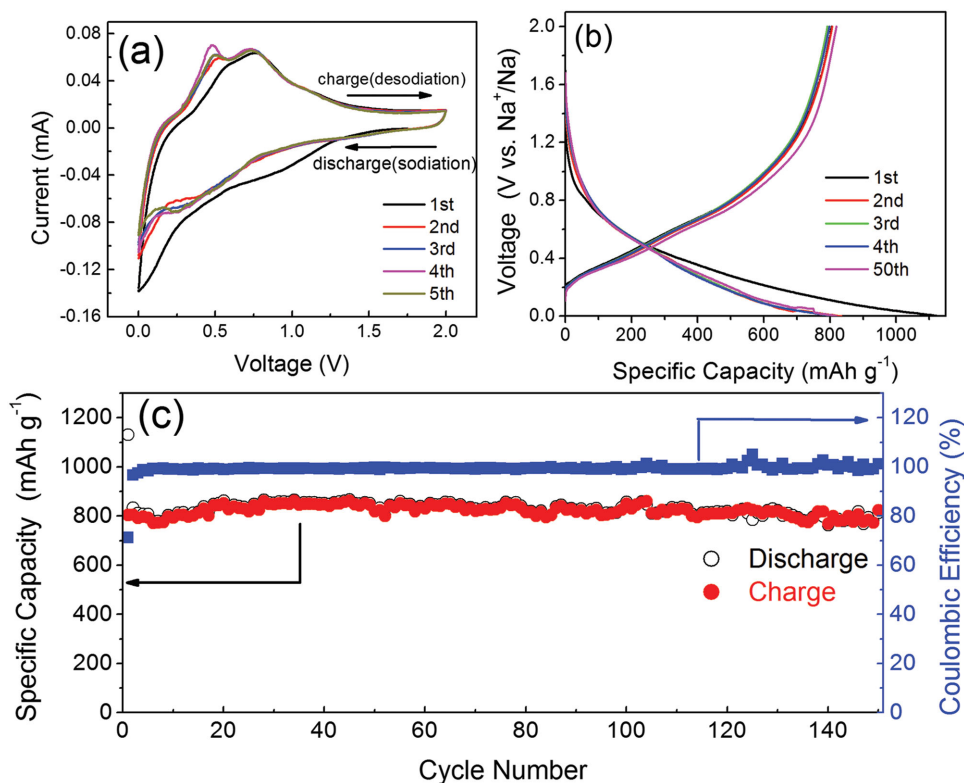 (a)
0.08
0.04
0.00
-0.04
-0.08
-0.12
-0.16
Current (mA)
charge(desodiation)
discharge(sodiation)
1st
2nd
3rd
4th
5th
0.0 0.5 1.0 1.5 2.0
Voltage (V)
(b)
2.0
1.6
1.2
0.8
0.4
0.0
Voltage (V vs. Na⁺/Na)
1st
2nd
3rd
4th
50th
0 200 400 600 800 1000
Specific Capacity (mAh g⁻¹)
(c)
1200
1000
800
600
400
200
0
Specific Capacity (mAh g⁻¹)
Discharge
Charge
120
100
80
60
40
20
0
Coulombic Efficiency (%)
0 20 40 60 80 100 120 140
Cycle Number